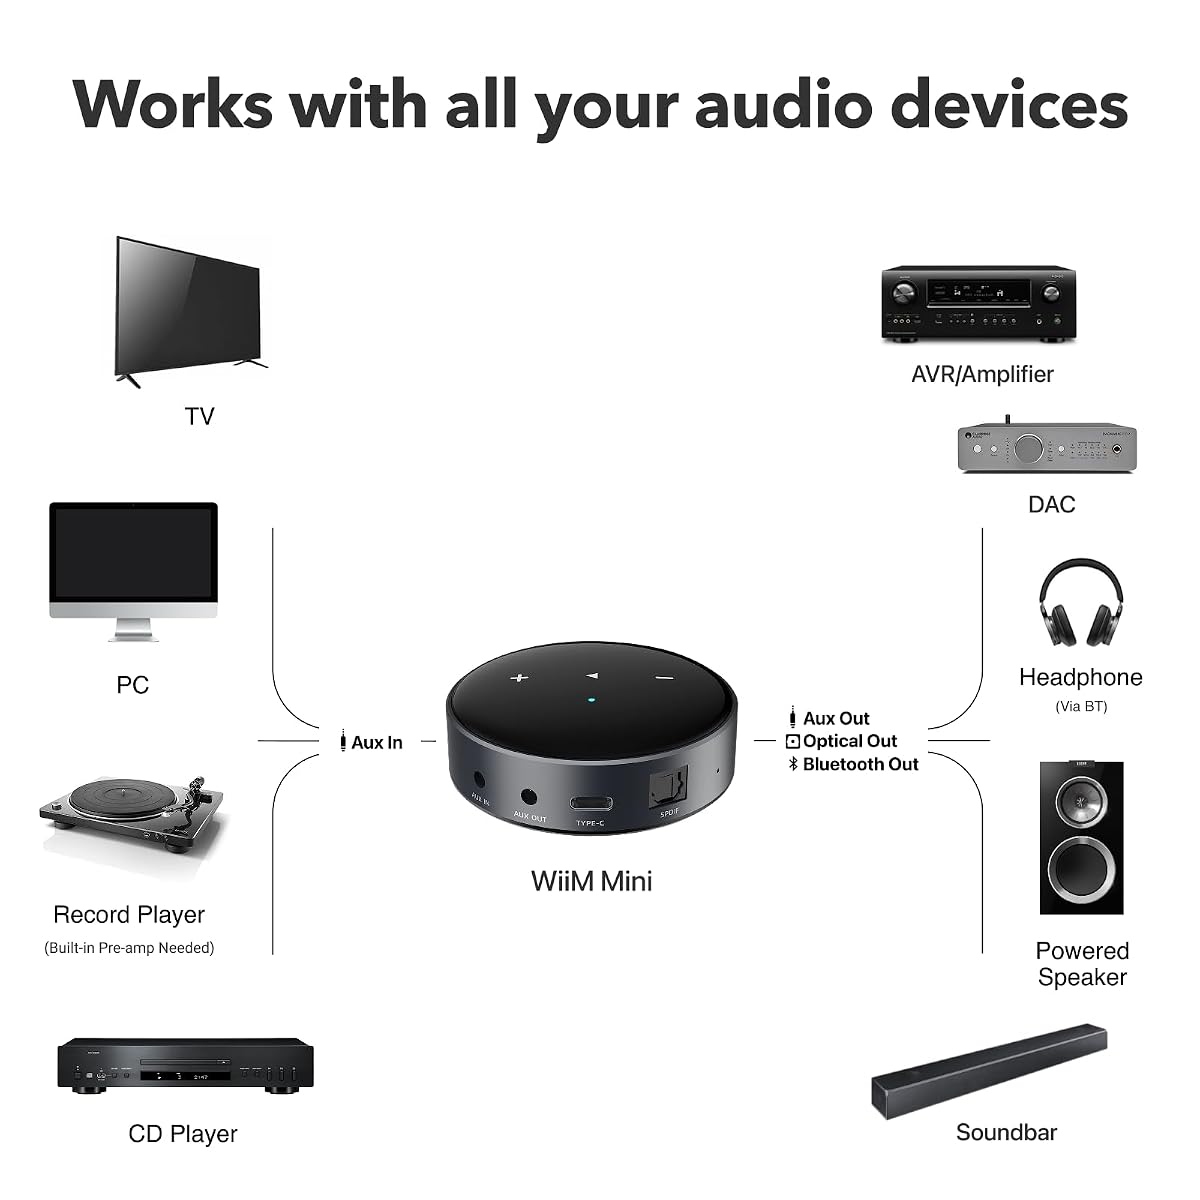 Works with all your audio devices
TV
AVR/Amplifier
DAC
PC
Headphone
(Via BT)
Aux In
Aux Out
Optical Out
Bluetooth Out
AUX IN
AUX OUT
TYPE-C
SPDIF
WiiM Mini
Record Player
(Built-in Pre-amp Needed)
Powered
Speaker
CD Player
Soundbar